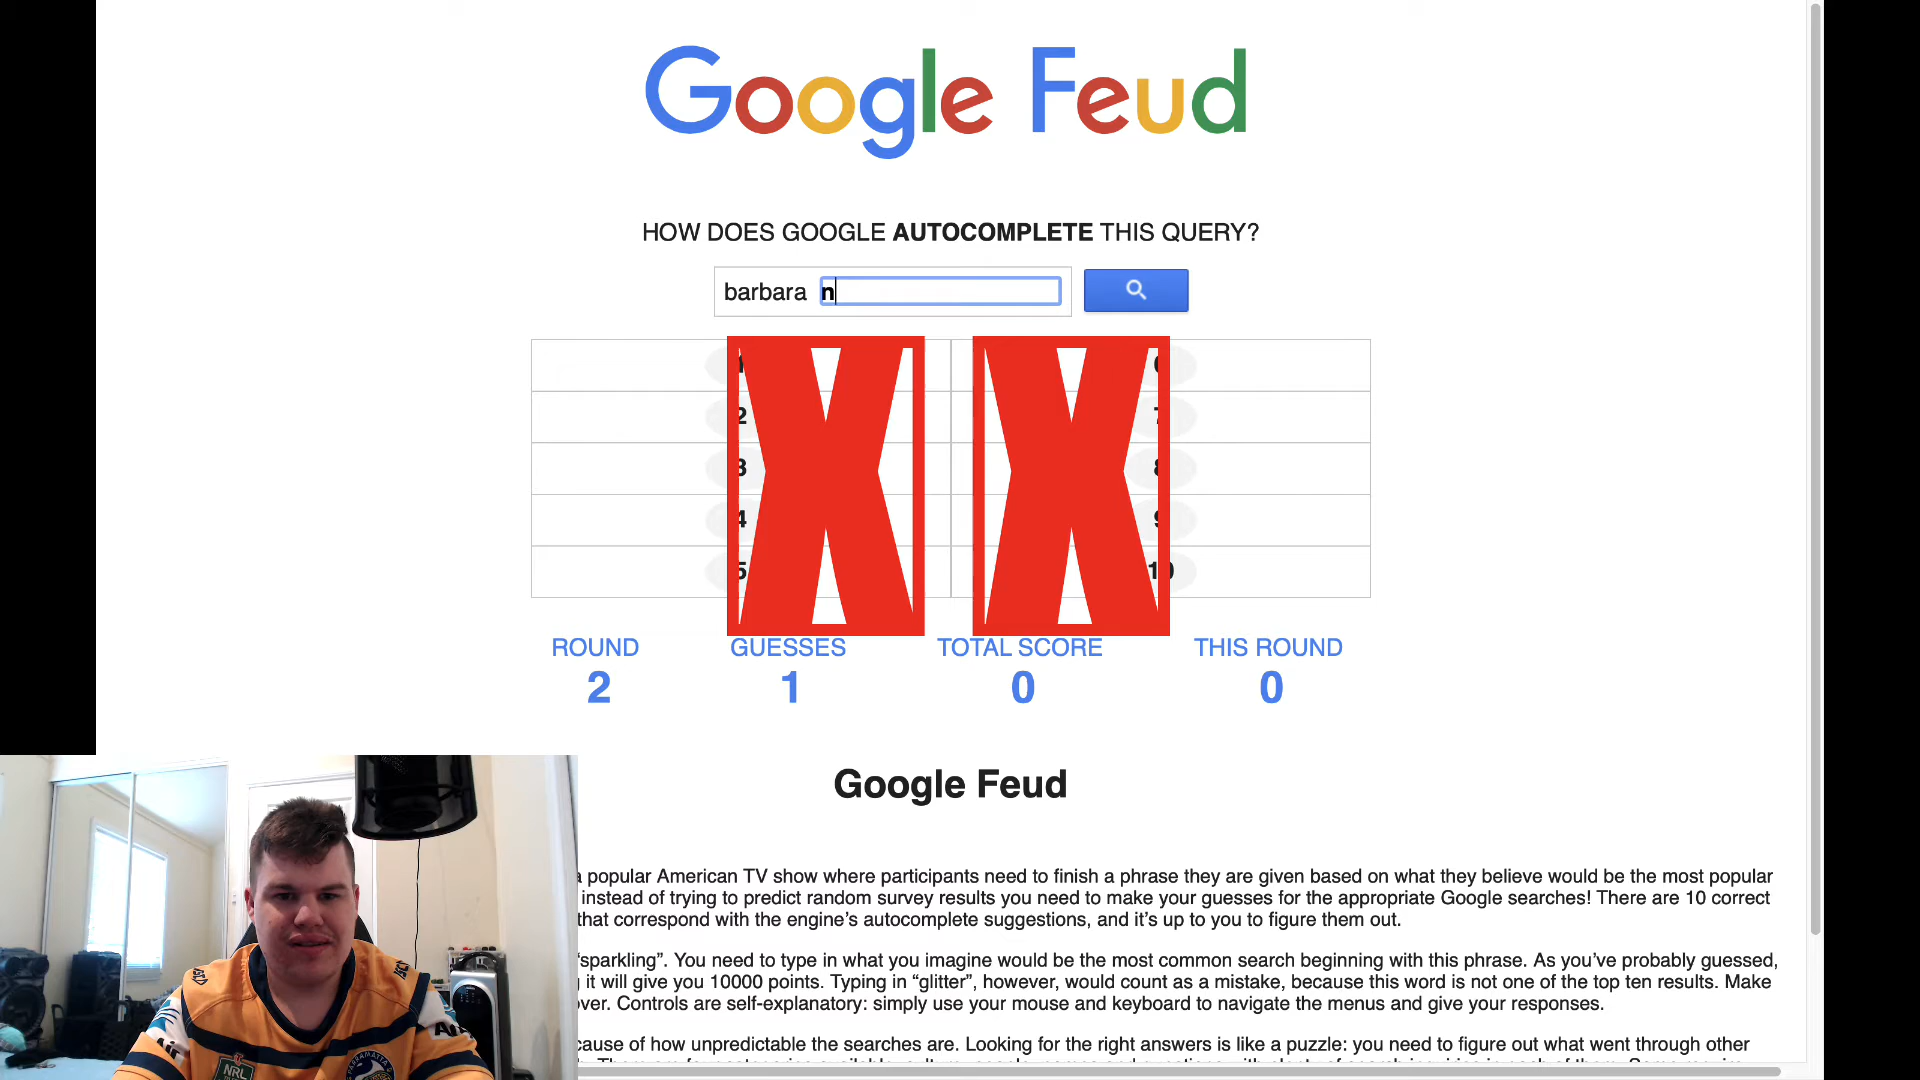 Google Feud
HOW DOES GOOGLE AUTOCOMPLETE THIS QUERY?
barbara n
X X
2
3
4
5
10
ROUND GUESSES TOTAL SCORE THIS ROUND
2 1 0 0
Google Feud
a popular American TV show where participants need to finish a phrase they are given based on what they believe would be the most popular
instead of trying to predict random survey results you need to make your guesses for the appropriate Google searches! There are 10 correct
that correspond with the engine’s autocomplete suggestions, and it’s up to you to figure them out.
“sparkling”. You need to type in what you imagine would be the most common search beginning with this phrase. As you’ve probably guessed,
it will give you 10000 points. Typing in “glitter”, however, would count as a mistake, because this word is not one of the top ten results. Make
over. Controls are self-explanatory: simply use your mouse and keyboard to navigate the menus and give your responses.
cause of how unpredictable the searches are. Looking for the right answers is like a puzzle: you need to figure out what went through other
NRL
PARRAMATTA